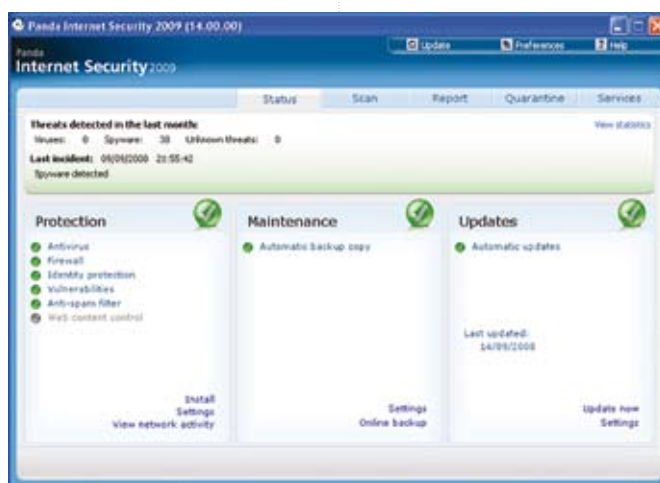 Panda Internet Security 2009 (14.00.00)
Update Preferences Help
Panda
Internet Security 2009
Status Scan Report Quarantine Services
Threats detected in the last month:
Viruses: 0 Spyware: 38 Unknown threats: 0
View statistics
Last incident: 09/09/2008 21:55:42
Spyware detected
Protection
Antivirus
Firewall
Identity protection
Vulnerabilities
Anti-spam filter
Web content control
Install
Settings
View network activity
Maintenance
Automatic backup copy
Settings
Online backup
Updates
Automatic updates
Last updated:
14/09/2008
Update now
Settings